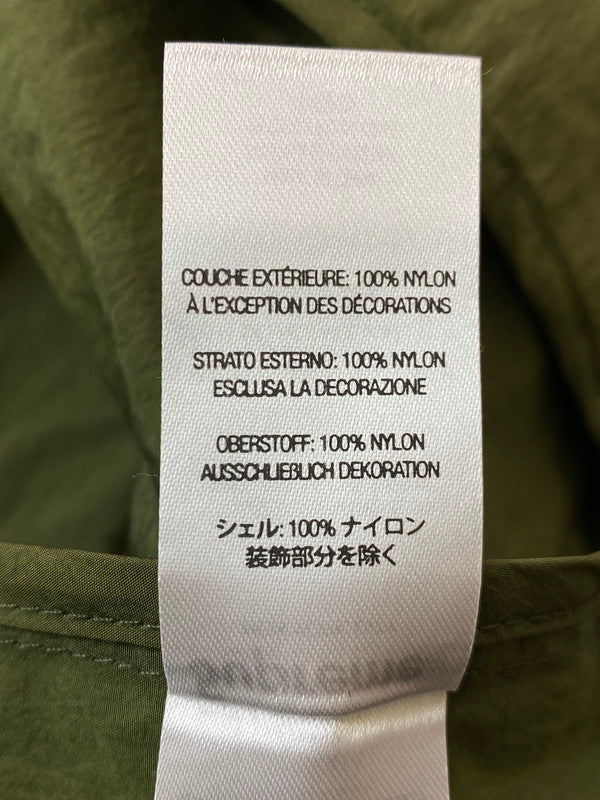 COUCHE EXTÉRIEURE: 100% NYLON
À L'EXCEPTION DES DÉCORATIONS
STRATO ESTERNO: 100% NYLON
ESCLUSA LA DECORAZIONE
OBERSTOFF: 100% NYLON
AUSSCHLIEßLICH DEKORATION
シェル: 100% ナイロン
装飾部分を除く